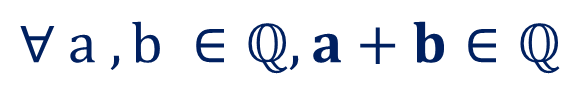 ∀ a ,b ∈ ℚ, a + b ∈ ℚ